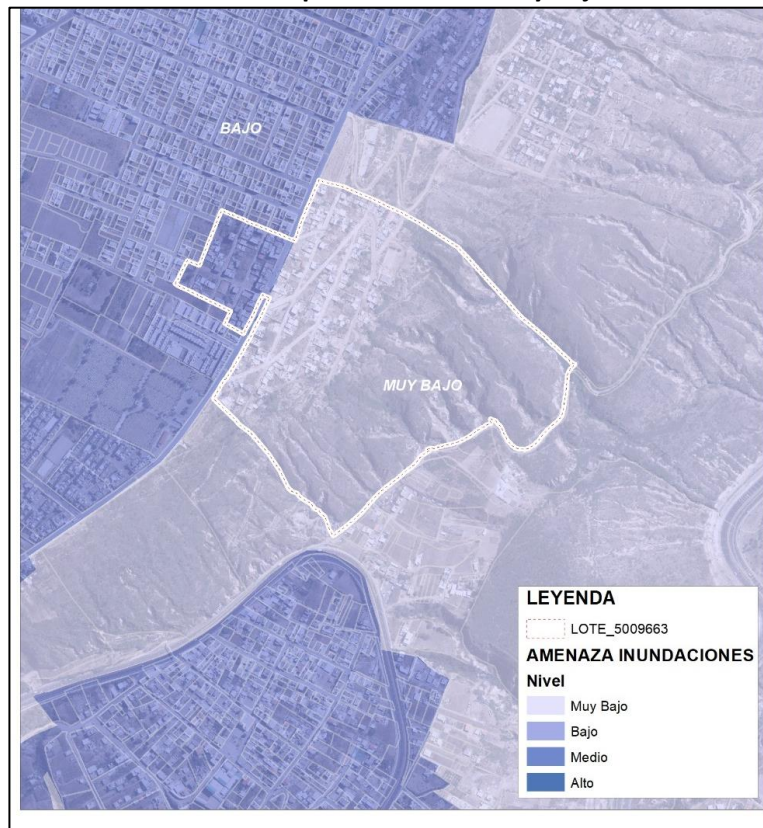 BAJO
MUY BAJO
LEYENDA
LOTE_5009663
AMENAZA INUNDACIONES
Nivel
Muy Bajo
Bajo
Medio
Alto